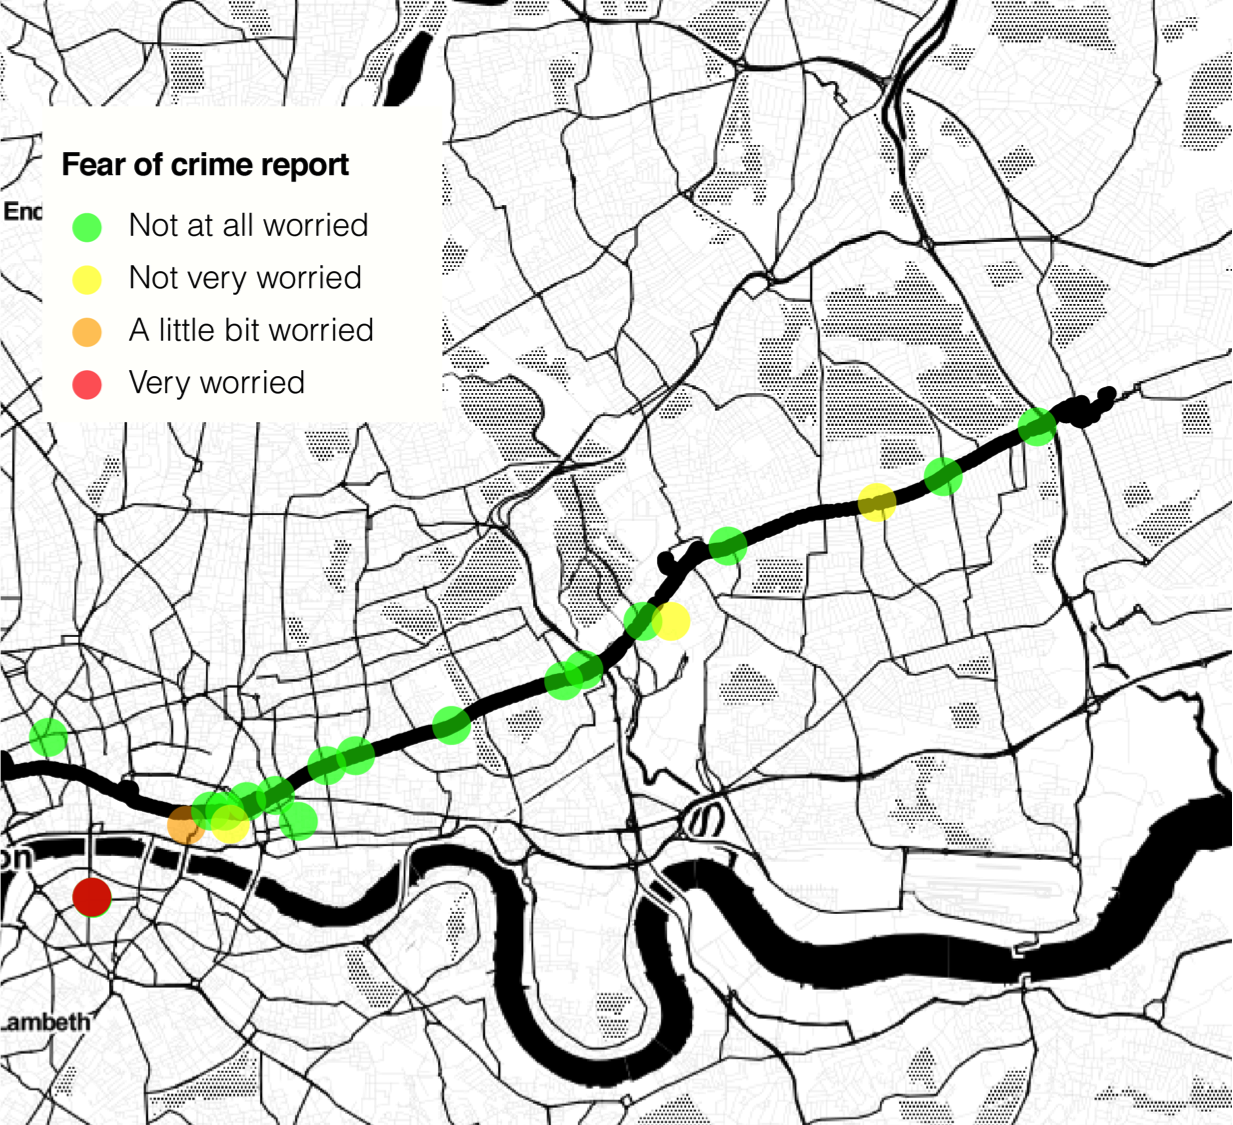 Fear of crime report
Not at all worried
End
Not very worried
A little bit worried
Very worried
on
Lambeth